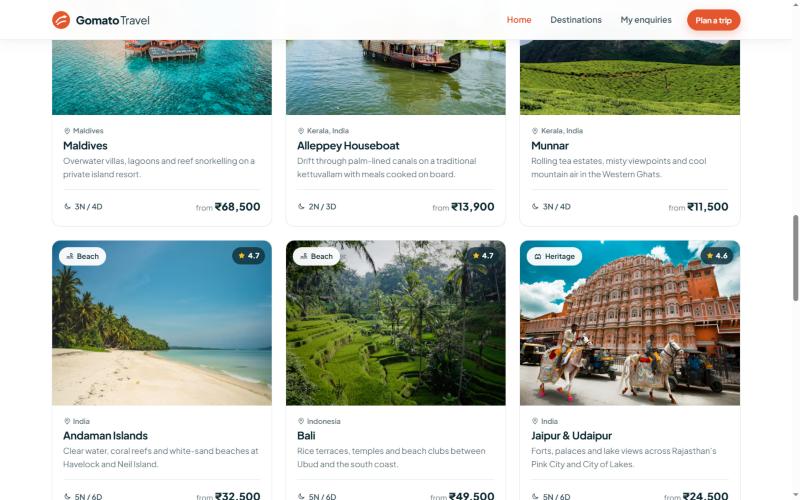 Gomato Travel
Home
Destinations
My enquiries
Plan a trip
Maldives
Maldives
Overwater villas, lagoons and reef snorkelling on a
private island resort.
3N / 4D
from ₹68,500
Kerala, India
Alleppey Houseboat
Drift through palm-lined canals on a traditional
kettuvallam with meals cooked on board.
2N / 3D
from ₹13,900
Kerala, India
Munnar
Rolling tea estates, misty viewpoints and cool
mountain air in the Western Ghats.
3N / 4D
from ₹11,500
Beach
4.7
India
Andaman Islands
Clear water, coral reefs and white-sand beaches at
Havelock and Neil Island.
5N / 6D
from ₹32,500
Beach
4.7
Indonesia
Bali
Rice terraces, temples and beach clubs between
Ubud and the south coast.
5N / 6D
from ₹49,500
Heritage
4.6
India
Jaipur & Udaipur
Forts, palaces and lake views across Rajasthan's
Pink City and City of Lakes.
5N / 6D
from ₹24,500